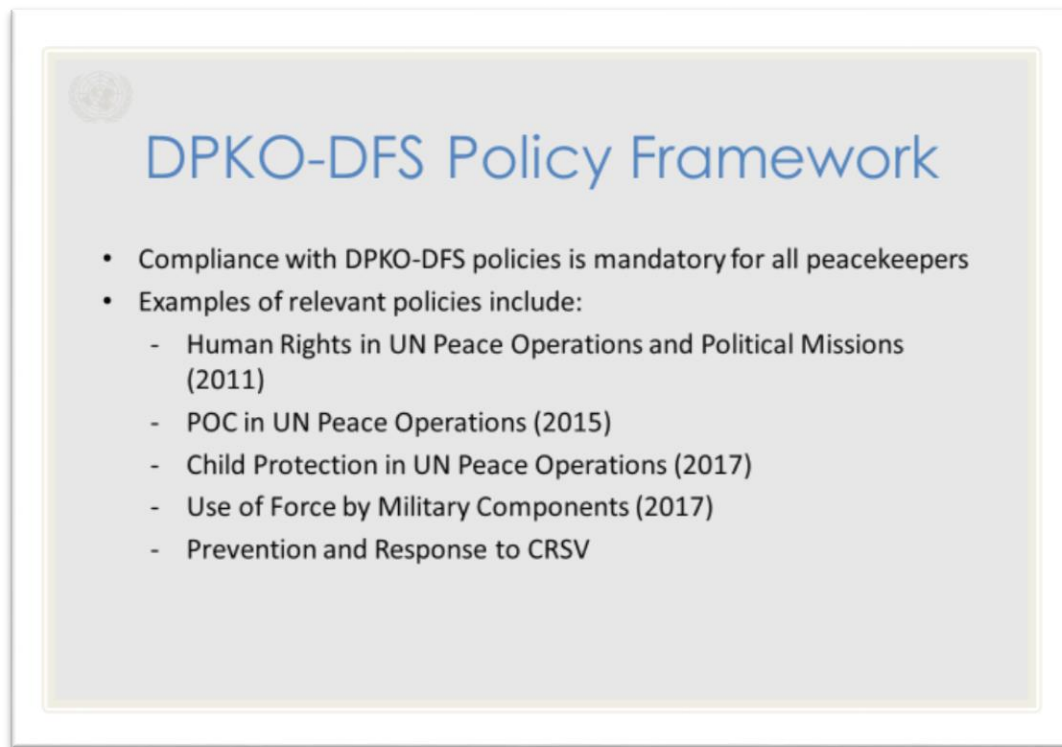 DPKO-DFS Policy Framework
• Compliance with DPKO-DFS policies is mandatory for all peacekeepers
• Examples of relevant policies include:
- Human Rights in UN Peace Operations and Political Missions
(2011)
- POC in UN Peace Operations (2015)
- Child Protection in UN Peace Operations (2017)
- Use of Force by Military Components (2017)
- Prevention and Response to CRSV